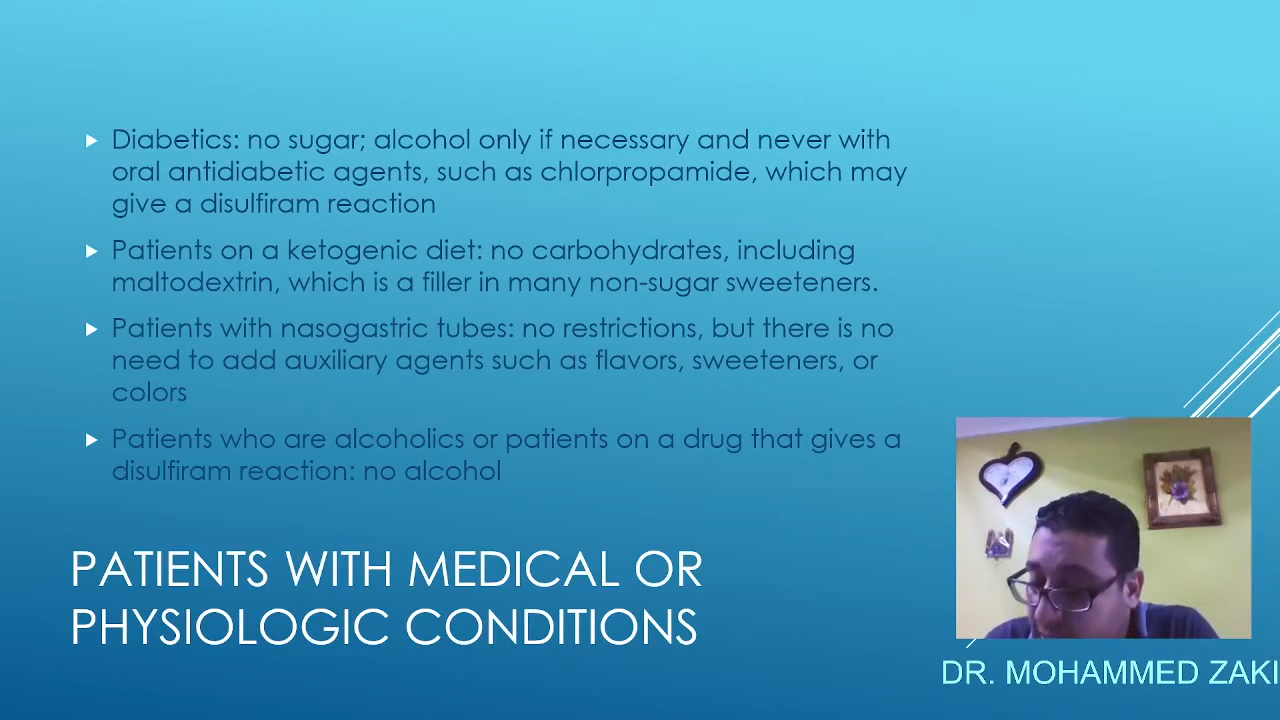 Diabetics: no sugar; alcohol only if necessary and never with
oral antidiabetic agents, such as chlorpropamide, which may
give a disulfiram reaction
Patients on a ketogenic diet: no carbohydrates, including
maltodextrin, which is a filler in many non-sugar sweeteners.
Patients with nasogastric tubes: no restrictions, but there is no
need to add auxiliary agents such as flavors, sweeteners, or
colors
Patients who are alcoholics or patients on a drug that gives a
disulfiram reaction: no alcohol
PATIENTS WITH MEDICAL OR
PHYSIOLOGIC CONDITIONS
DR. MOHAMMED ZAKI